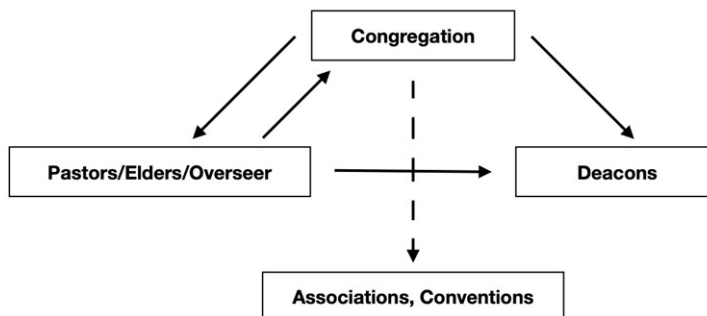 Congregation
Pastors/Elders/Overseer
Deacons
Associations, Conventions